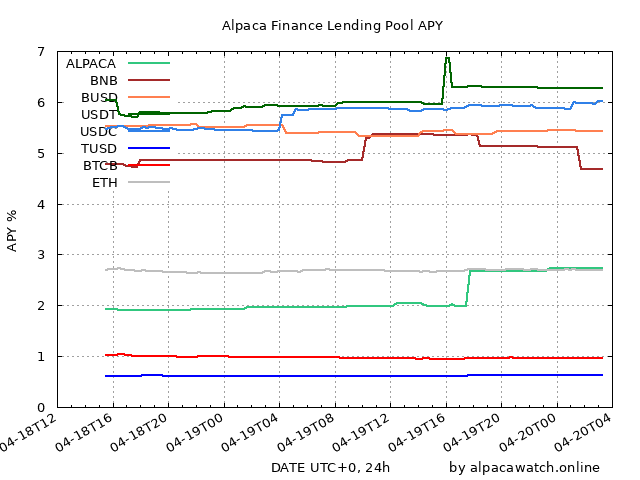 Alpaca Finance Lending Pool APY
7
6
5
4
3
2
1
0
APY %
ALPACA
BNB
BUSD
USDT
USDC
TUSD
BTCB
ETH
04-18T12
04-18T16
04-18T20
04-19T00
04-19T04
04-19T08
04-19T12
04-19T16
04-19T20
04-20T00
04-20T04
DATE UTC+0, 24h
by alpacawatch.online